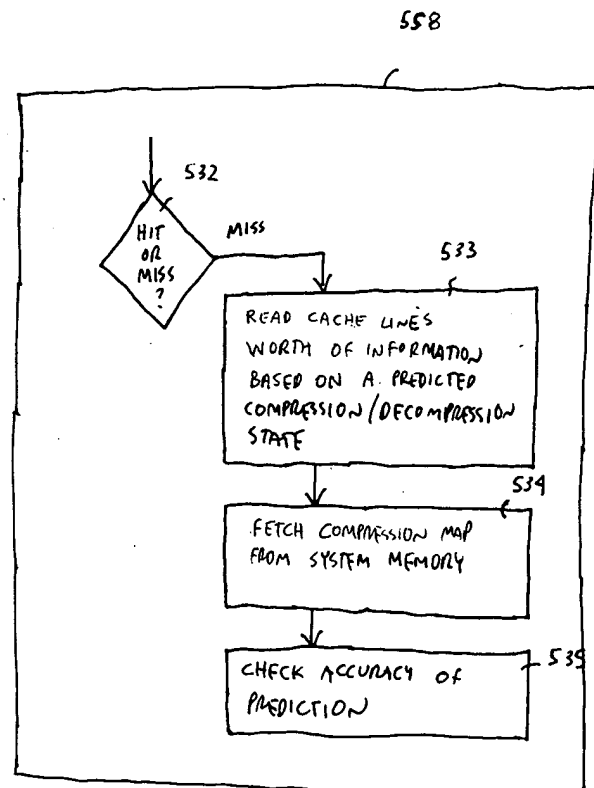 558
532
HIT
OR
MISS
?
MISS
533
READ CACHE LINE'S
WORTH OF INFORMATION
BASED ON A PREDICTED
COMPRESSION/DECOMPRESSION
STATE
534
FETCH COMPRESSION MAP
FROM SYSTEM MEMORY
535
CHECK ACCURACY OF
PREDICTION